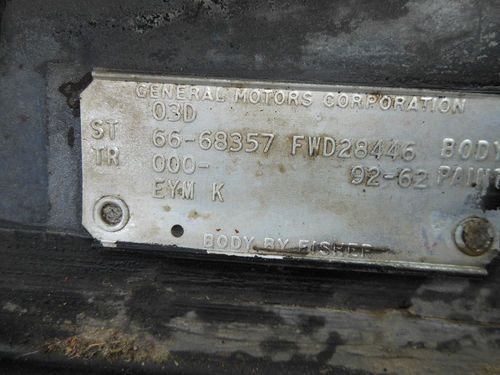 GENERAL MOTORS CORPORATION
03D
ST 66-68357 FWD28446 BODY
TR 000- 92-62 PAINT
EYM K
BODY BY FISHER